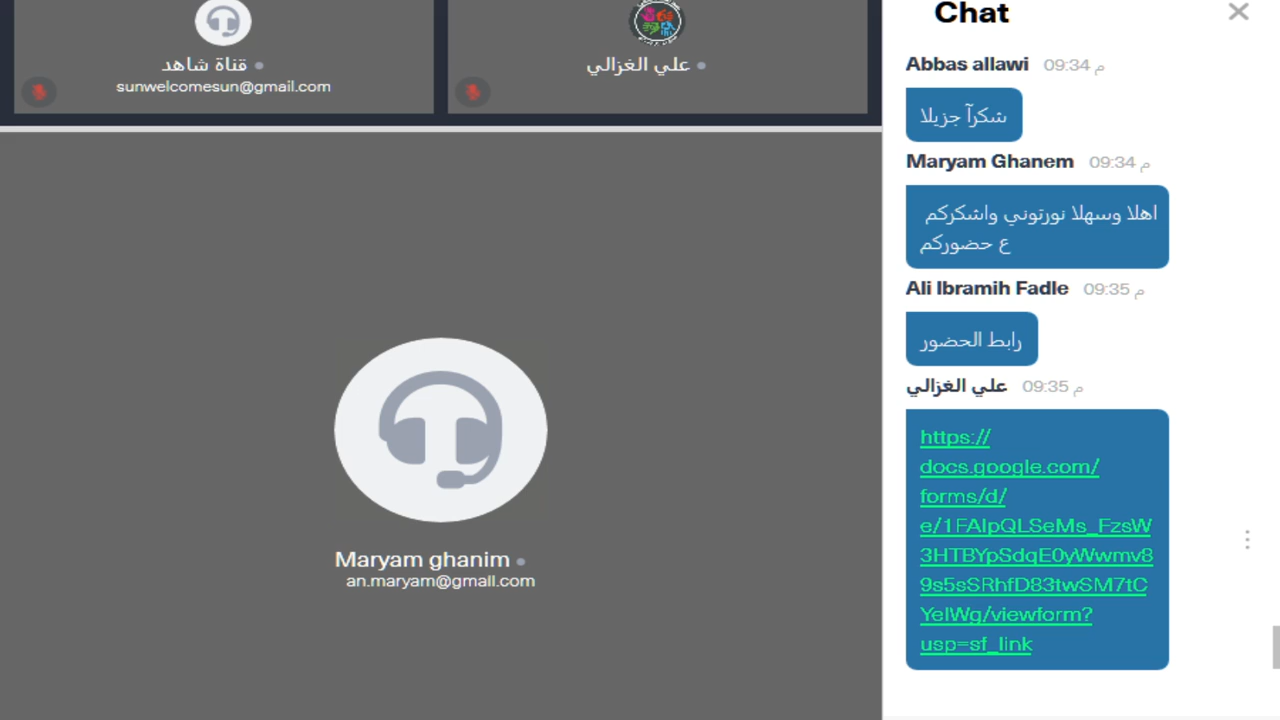 قناة شاهد
sunwelcomesun@gmail.com
علي الغزالي
Maryam ghanim
an.maryam@gmall.com
Chat
Abbas allawi 09:34 م
شكرآ جزيلا
Maryam Ghanem 09:34 م
اهلا وسهلا نورتوني واشكركم
ع حضوركم
Ali Ibramih Fadle 09:35 م
رابط الحضور
علي الغزالي 09:35 م
https://
docs.google.com/
forms/d/
e/1FAIpQLSeMs_FzsW
3HTBYpSdqE0yWwmv8
9s5sSRhfD83twSM7tC
YeIWg/viewform?
usp=sf_link